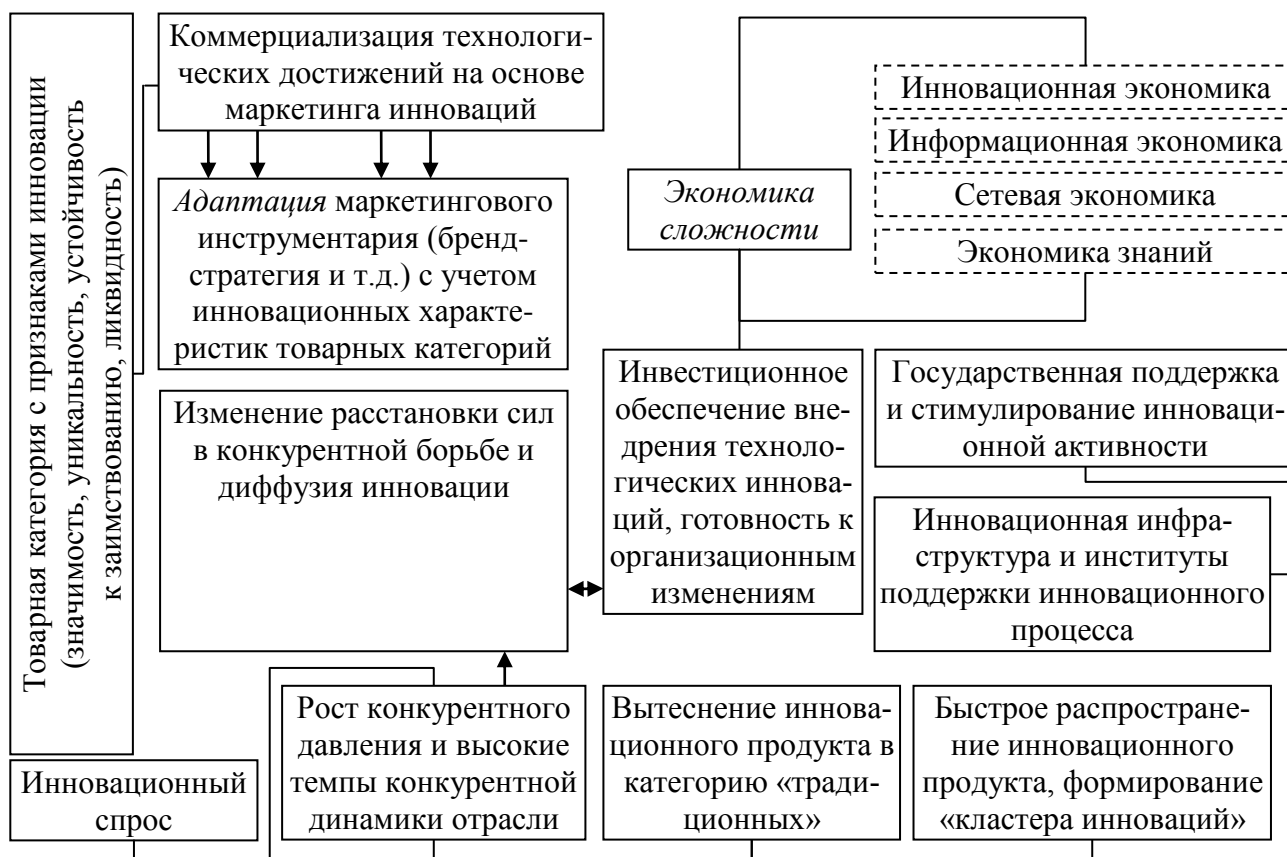 Товарная категория с признаками инновации
(значимость, уникальность, устойчивость
к заимствованию, ликвидность)
Коммерциализация технологи-
ческих достижений на основе
маркетинга инноваций
Адаптация маркетингового
инструментария (бренд-
стратегия и т.д.) с учетом
инновационных характе-
ристик товарных категорий
Изменение расстановки сил
в конкурентной борьбе и
диффузия инновации
Экономика
сложности
Инновационная экономика
Информационная экономика
Сетевая экономика
Экономика знаний
Инвестиционное
обеспечение вне-
дрения техноло-
гических иннова-
ций, готовность к
организационным
изменениям
Государственная поддержка
и стимулирование инноваци-
онной активности
Инновационная инфра-
структура и институты
поддержки инновационного
процесса
Инновационный
спрос
Рост конкурентного
давления и высокие
темпы конкурентной
динамики отрасли
Вытеснение иннова-
ционного продукта в
категорию «тради-
ционных»
Быстрое распростране-
ние инновационного
продукта, формирование
«кластера инноваций»